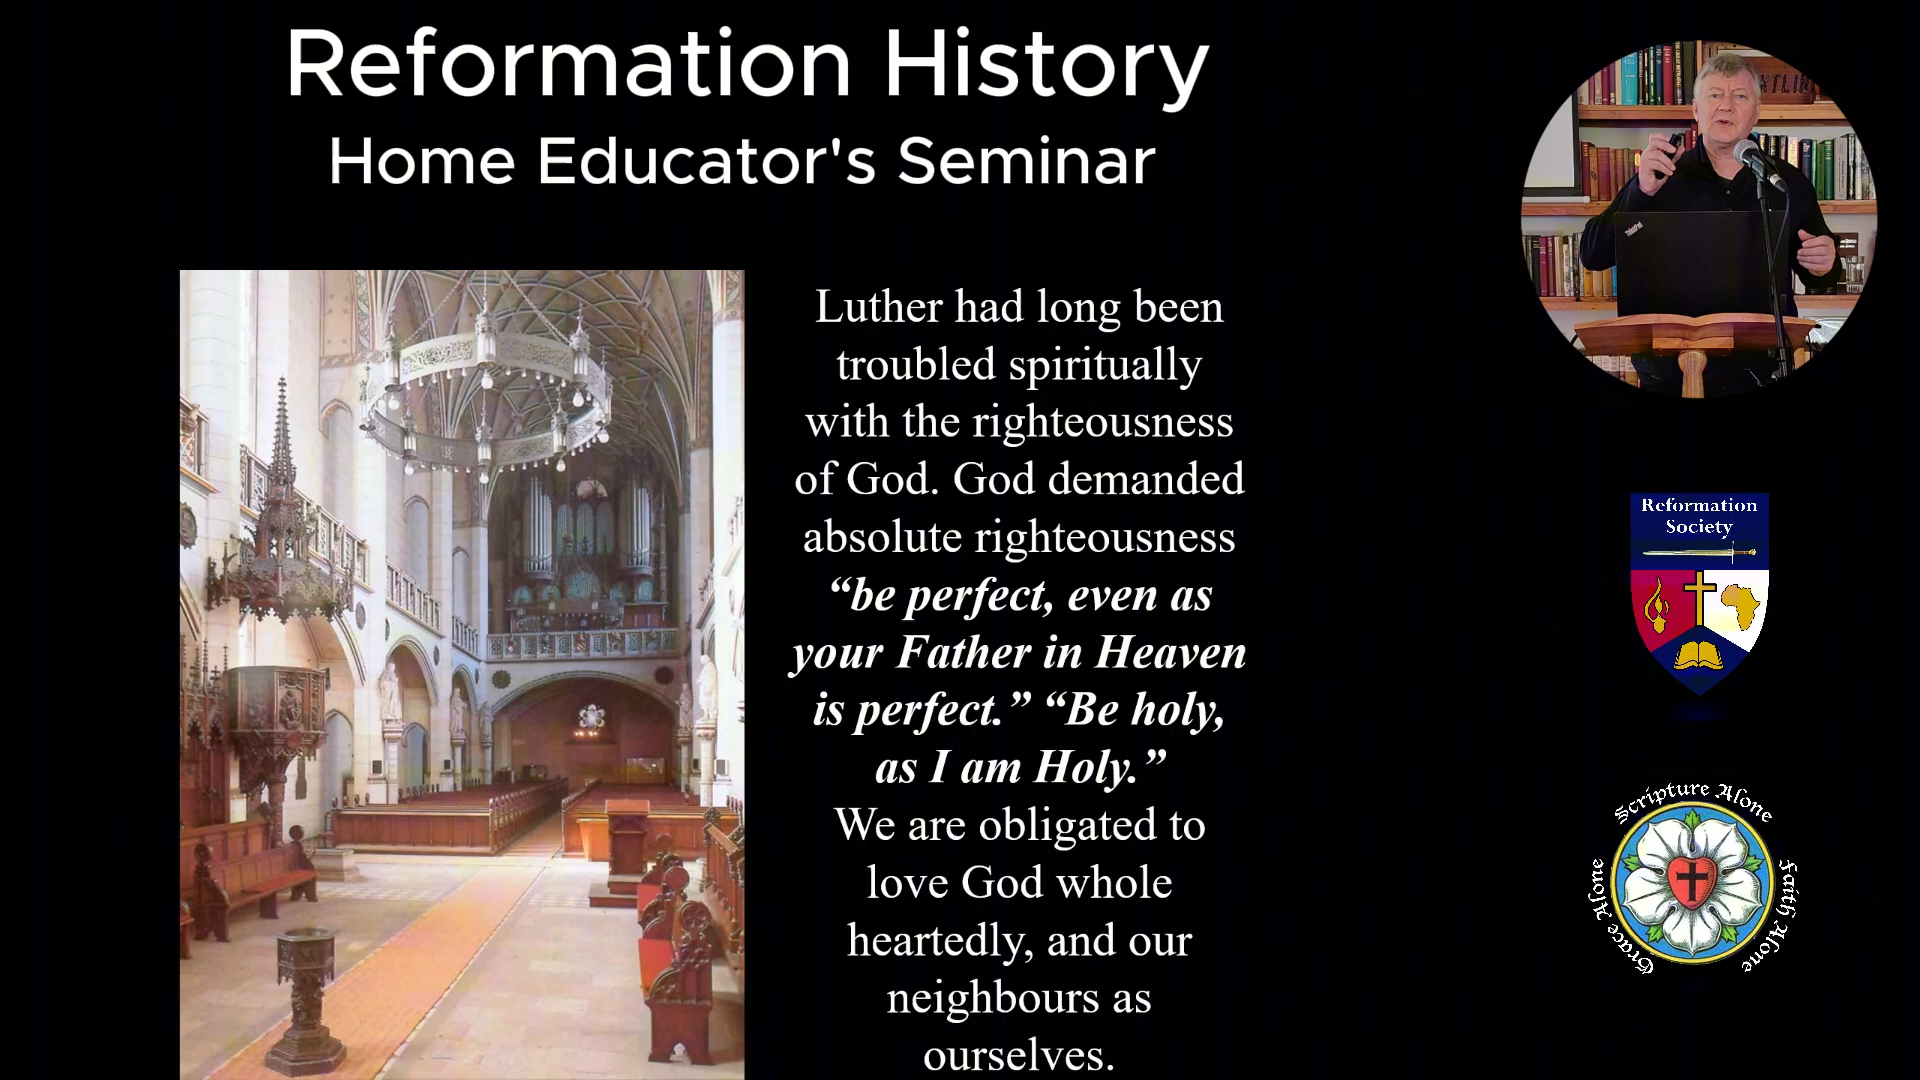 Reformation History
Home Educator's Seminar
Luther had long been
troubled spiritually
with the righteousness
of God. God demanded
absolute righteousness
“be perfect, even as
your Father in Heaven
is perfect.” “Be holy,
as I am Holy.”
We are obligated to
love God whole
heartedly, and our
neighbours as
ourselves.
ThinkPad
Reformation
Society
Scripture Alone
Faith Alone
Grace Alone